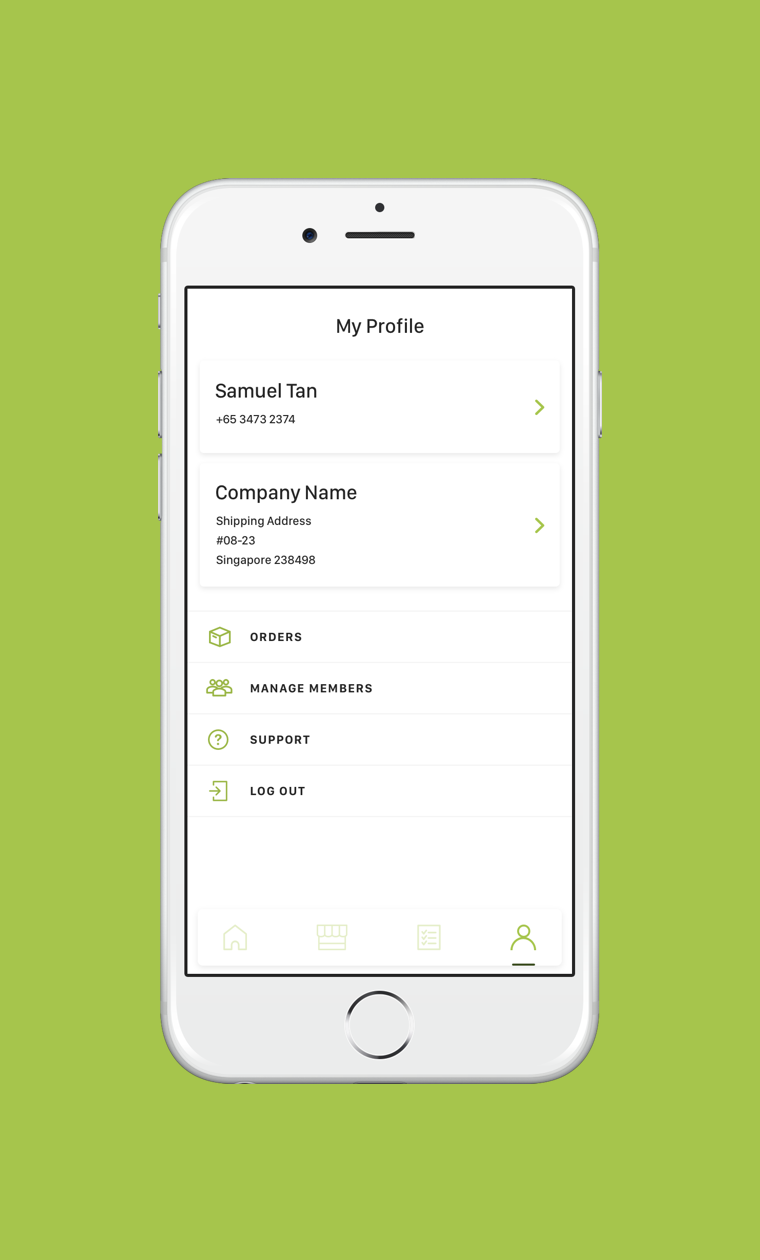 My Profile
Samuel Tan
+65 3473 2374
Company Name
Shipping Address
#08-23
Singapore 238498
ORDERS
MANAGE MEMBERS
SUPPORT
LOG OUT